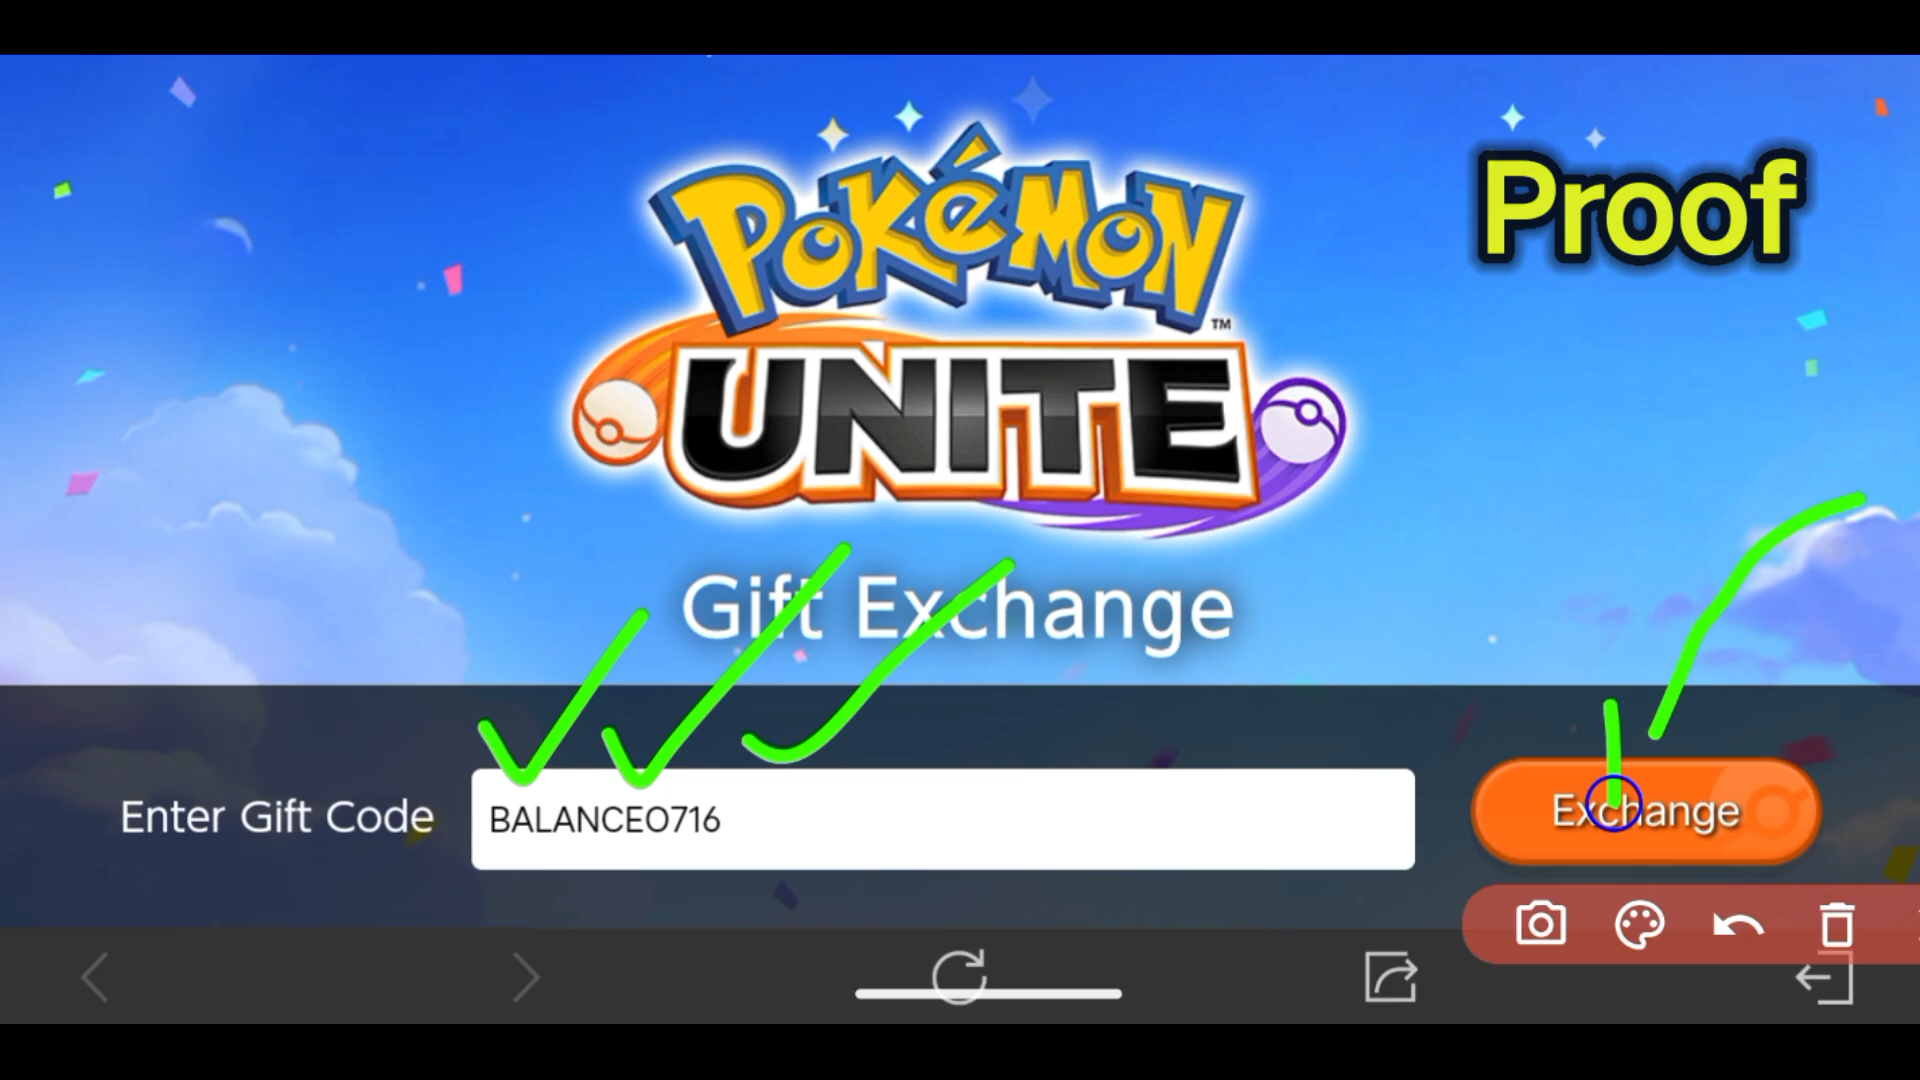 Proof
POKéMON
TM
UNITE
Gift Exchange
Enter Gift Code
BALANCE0716
Exchange